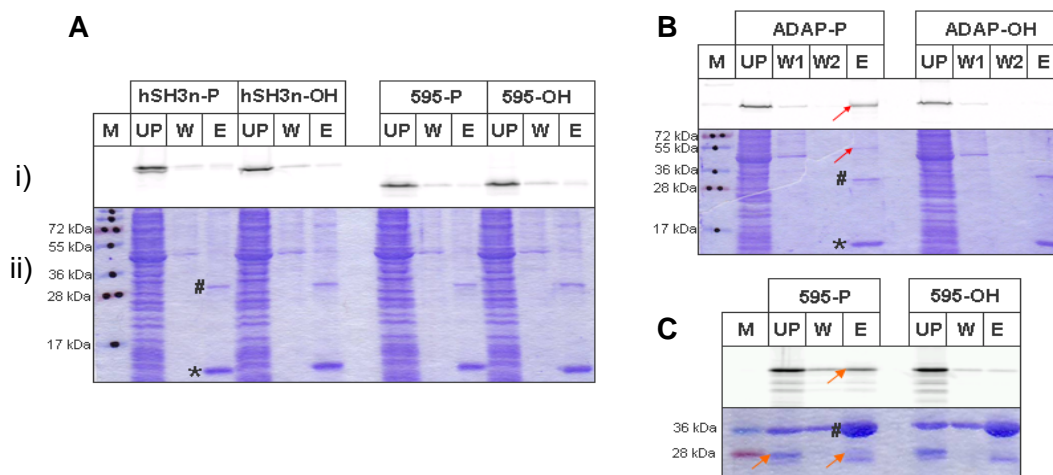 A
hSH3n-P hSH3n-OH 595-P 595-OH
M UP W E UP W E UP W E UP W E
i)
ii)
72 kDa
55 kDa
36 kDa
#
28 kDa
17 kDa
*
B
ADAP-P ADAP-OH
M UP W1 W2 E UP W1 W2 E
72 kDa
55 kDa
#
36 kDa
28 kDa
17 kDa
*
C
595-P 595-OH
M UP W E UP W E
36 kDa #
28 kDa